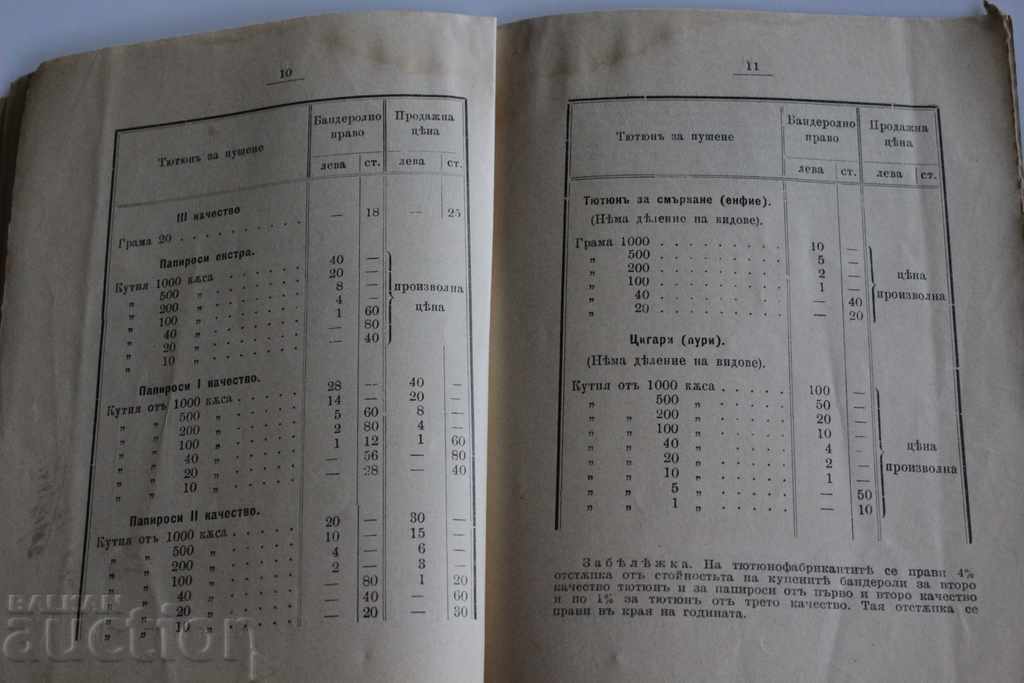 10
Тютюнъ за пушене | Бандеролно право | Продажна цѣна
лева | ст. | лева | ст.
III качество
Грама 20 . . . . . . . — 18 — 25
Папироси екстра.
Кутия 1000 кѫса . . . . 40 —
„ 500 „ . . . . 20 —
„ 200 „ . . . . 8 —
„ 100 „ . . . . 4 —
„ 40 „ . . . . 1 60
„ 20 „ . . . . — 80
„ 10 „ . . . . — 40
произволна
цѣна
Папироси I качество.
Кутия отъ 1000 кѫса . . . . 28 — 40 —
„ „ 500 „ . . . . 14 — 20 —
„ „ 200 „ . . . . 5 60 8 —
„ „ 100 „ . . . . 2 80 4 —
„ „ 40 „ . . . . 1 12 1 60
„ „ 20 „ . . . . — 56 — 80
„ „ 10 „ . . . . — 28 — 40
Папироси II качество.
Кутия отъ 1000 кѫса . . . . 20 — 30 —
„ „ 500 „ . . . . 10 — 15 —
„ „ 200 „ . . . . 4 — 6 —
„ „ 100 „ . . . . 2 — 3 —
„ „ 40 „ . . . . — 80 1 20
„ „ 20 „ . . . . — 40 — 60
„ „ 10 „ . . . . — 20 — 30
11
Тютюнъ за пушене | Бандеролно право | Продажна цѣна
лева | ст. | лева | ст.
Тютюнъ за смъркане (енфие).
(Нѣма дѣление на видове).
Грама 1000 . . . . . . . 10 —
„ 500 . . . . . . . 5 —
„ 200 . . . . . . . 2 —
„ 100 . . . . . . . 1 —
„ 40 . . . . . . . — 40
„ 20 . . . . . . . — 20
цѣна
произволна
Цигари (пури).
(Нѣма дѣление на видове).
Кутия отъ 1000 кѫса . . . . . 100 —
„ „ 500 „ . . . . . 50 —
„ „ 200 „ . . . . . 20 —
„ „ 100 „ . . . . . 10 —
„ „ 40 „ . . . . . 4 —
„ „ 20 „ . . . . . 2 —
„ „ 10 „ . . . . . 1 —
„ „ 5 „ . . . . . — 50
„ „ 1 „ . . . . . — 10
цѣна
произволна
Забѣлѣжка. На тютюнофабрикантитѣ се прави 4%
отстѫпка отъ стойностьта на купенитѣ бандероли за второ
качество тютюн и за папироси отъ първо и второ качество
и по 1% за тютюн отъ трето качество. Тая отстѫпка се
прави въ края на годината.
БАЛКАН
auction